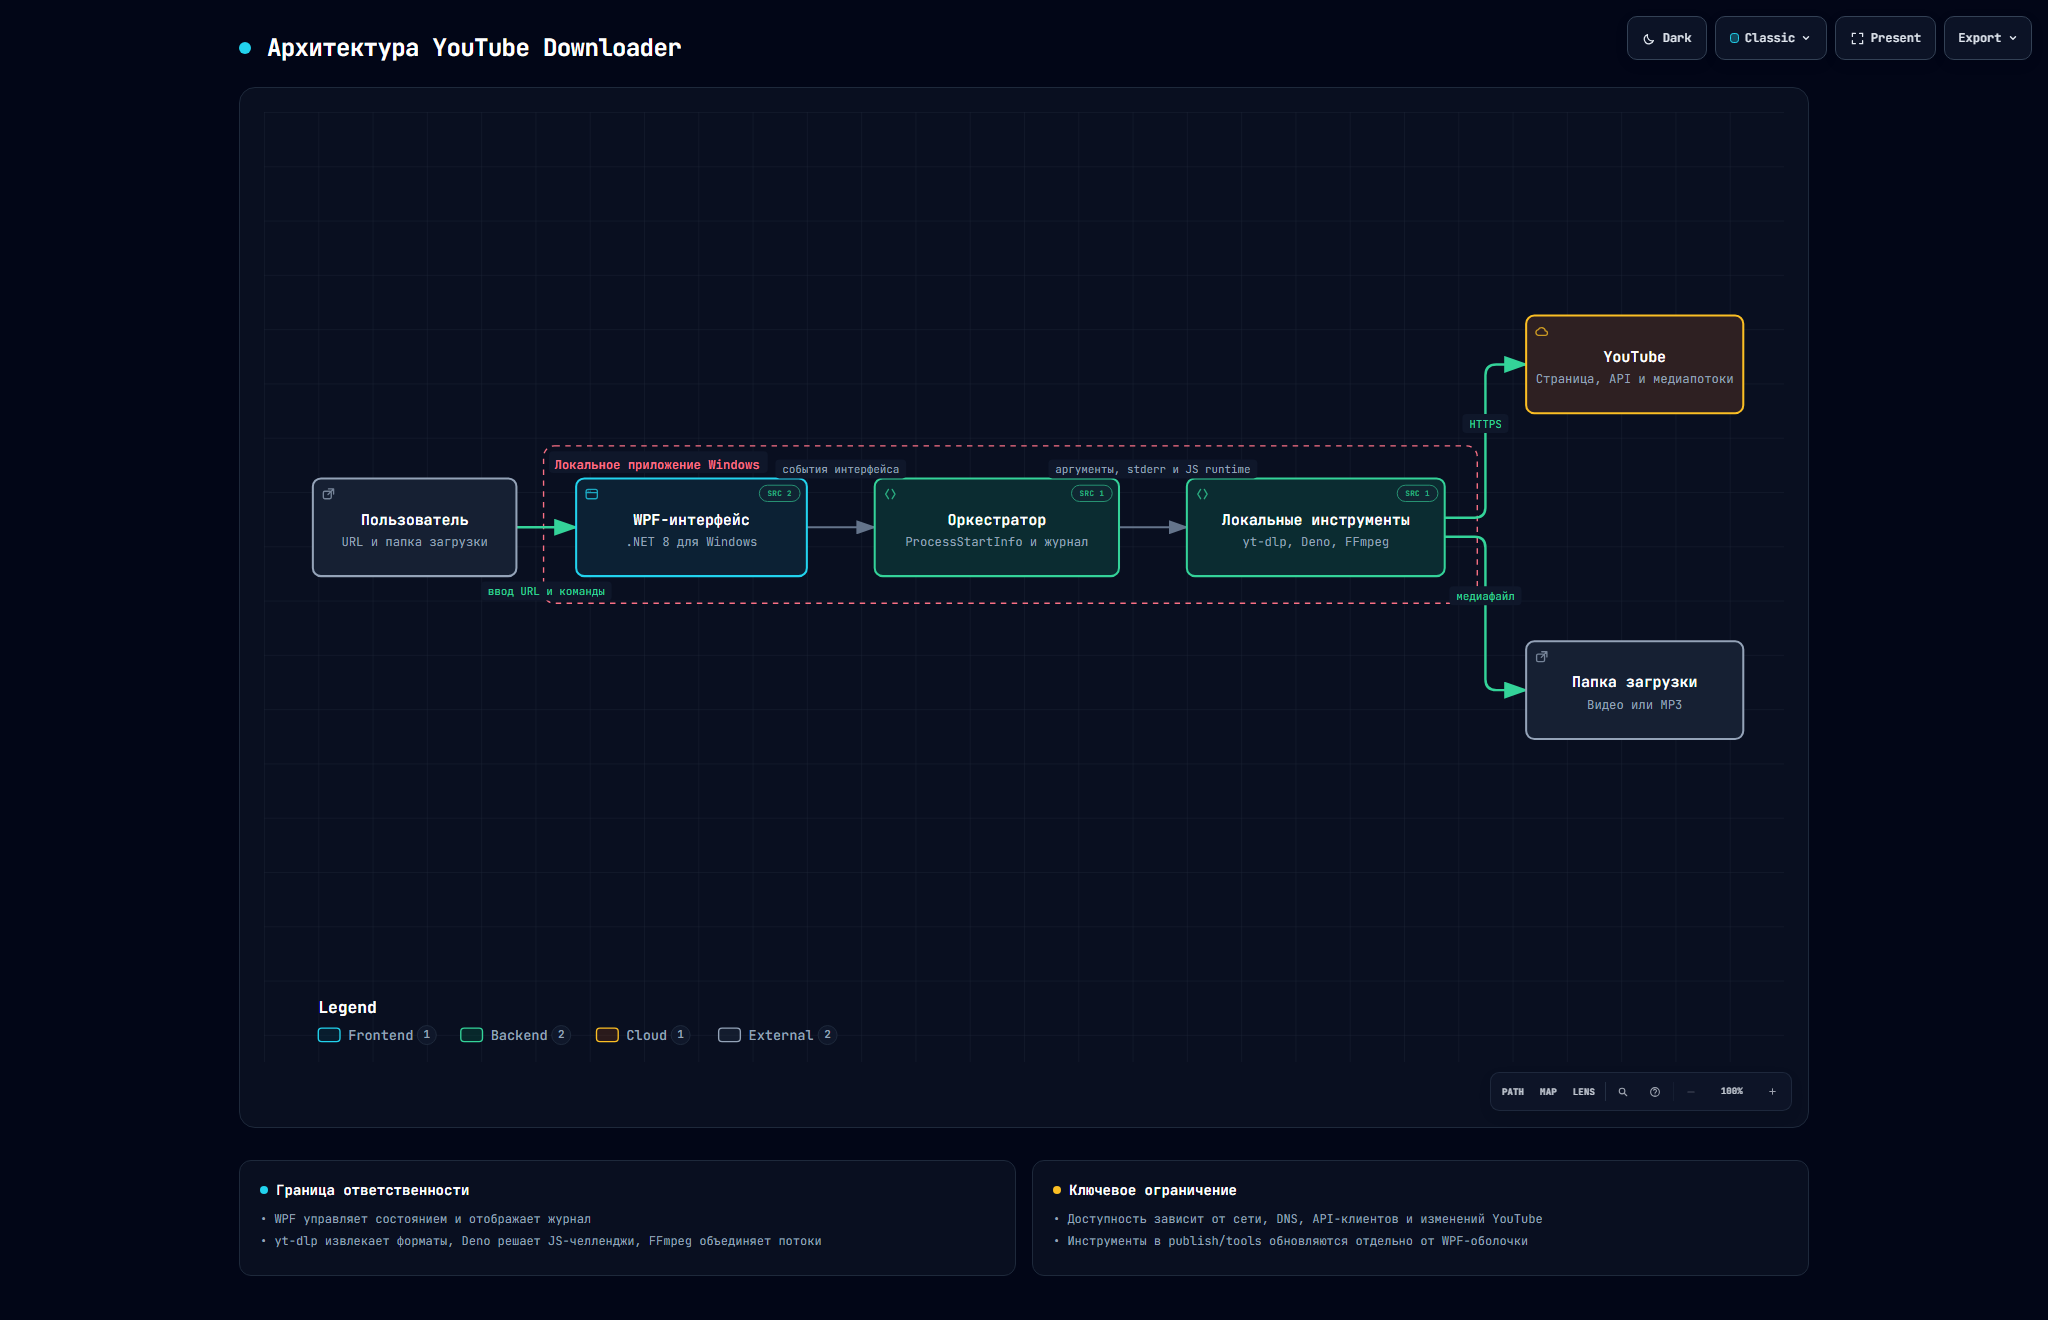 Архитектура YouTube Downloader
Dark
Classic
Present
Export
YouTube
Страница, API и медиапотоки
HTTPS
Локальное приложение Windows
события интерфейса
аргументы, stderr и JS runtime
SRC 2
SRC 1
SRC 1
Пользователь
URL и папка загрузки
WPF-интерфейс
.NET 8 для Windows
Оркестратор
ProcessStartInfo и журнал
Локальные инструменты
yt-dlp, Deno, FFmpeg
ввод URL и команды
медиафайл
Папка загрузки
Видео или MP3
Legend
Frontend 1
Backend 2
Cloud 1
External 2
PATH
MAP
LENS
100%
Граница ответственности
• WPF управляет состоянием и отображает журнал
• yt-dlp извлекает форматы, Deno решает JS-челленджи, FFmpeg объединяет потоки
Ключевое ограничение
• Доступность зависит от сети, DNS, API-клиентов и изменений YouTube
• Инструменты в publish/tools обновляются отдельно от WPF-оболочки